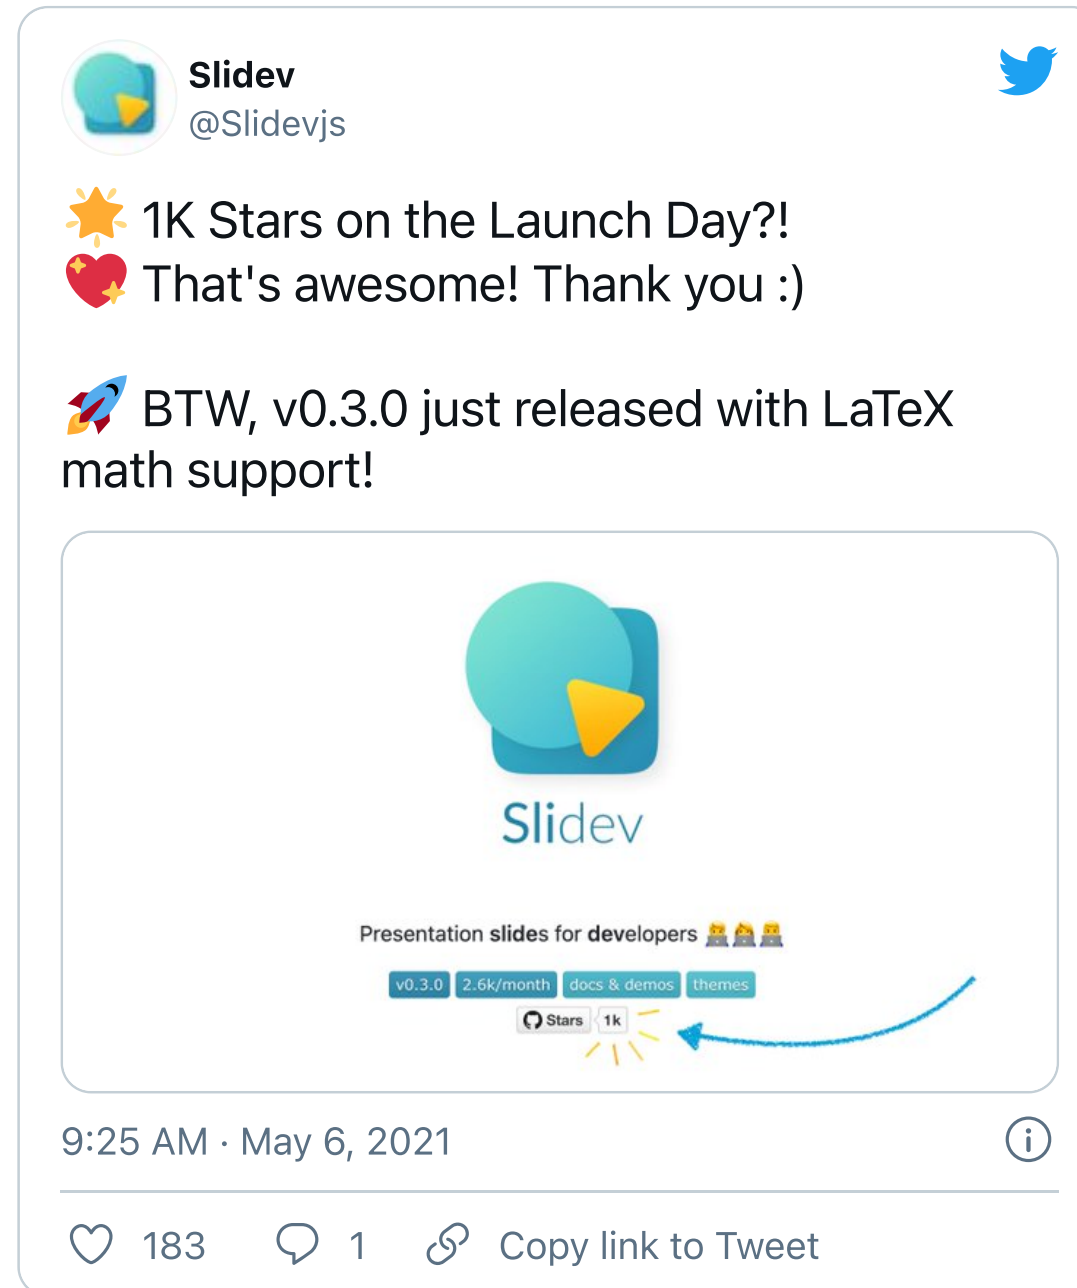 Slidev
@Slidevjs
🌟 1K Stars on the Launch Day?!
💖 That's awesome! Thank you :)
🚀 BTW, v0.3.0 just released with LaTeX
math support!
Slidev
Presentation slides for developers 👨‍💻👩‍💻👨‍💻
v0.3.0 2.6k/month docs & demos themes
Stars 1k
9:25 AM · May 6, 2021
183 1 Copy link to Tweet